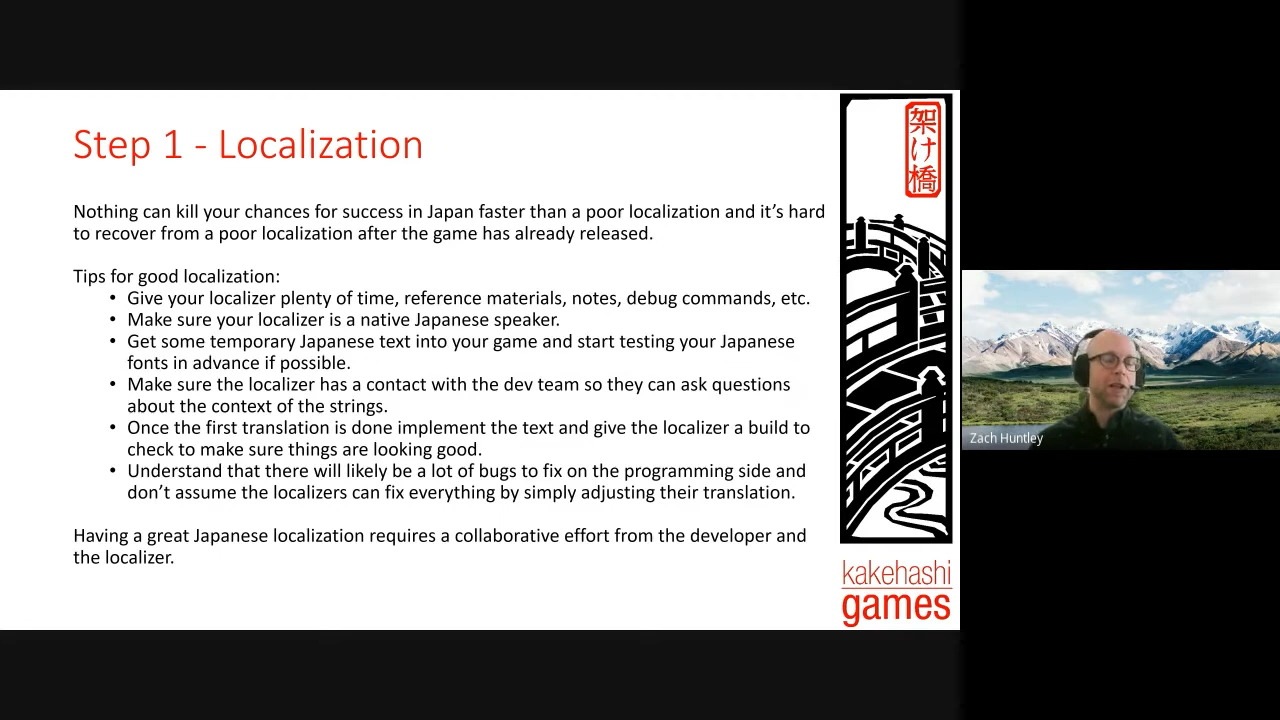 Step 1 - Localization
Nothing can kill your chances for success in Japan faster than a poor localization and it’s hard
to recover from a poor localization after the game has already released.
Tips for good localization:
• Give your localizer plenty of time, reference materials, notes, debug commands, etc.
• Make sure your localizer is a native Japanese speaker.
• Get some temporary Japanese text into your game and start testing your Japanese
fonts in advance if possible.
• Make sure the localizer has a contact with the dev team so they can ask questions
about the context of the strings.
• Once the first translation is done implement the text and give the localizer a build to
check to make sure things are looking good.
• Understand that there will likely be a lot of bugs to fix on the programming side and
don’t assume the localizers can fix everything by simply adjusting their translation.
Having a great Japanese localization requires a collaborative effort from the developer and
the localizer.
架け橋
kakehashi
games
Zach Huntley